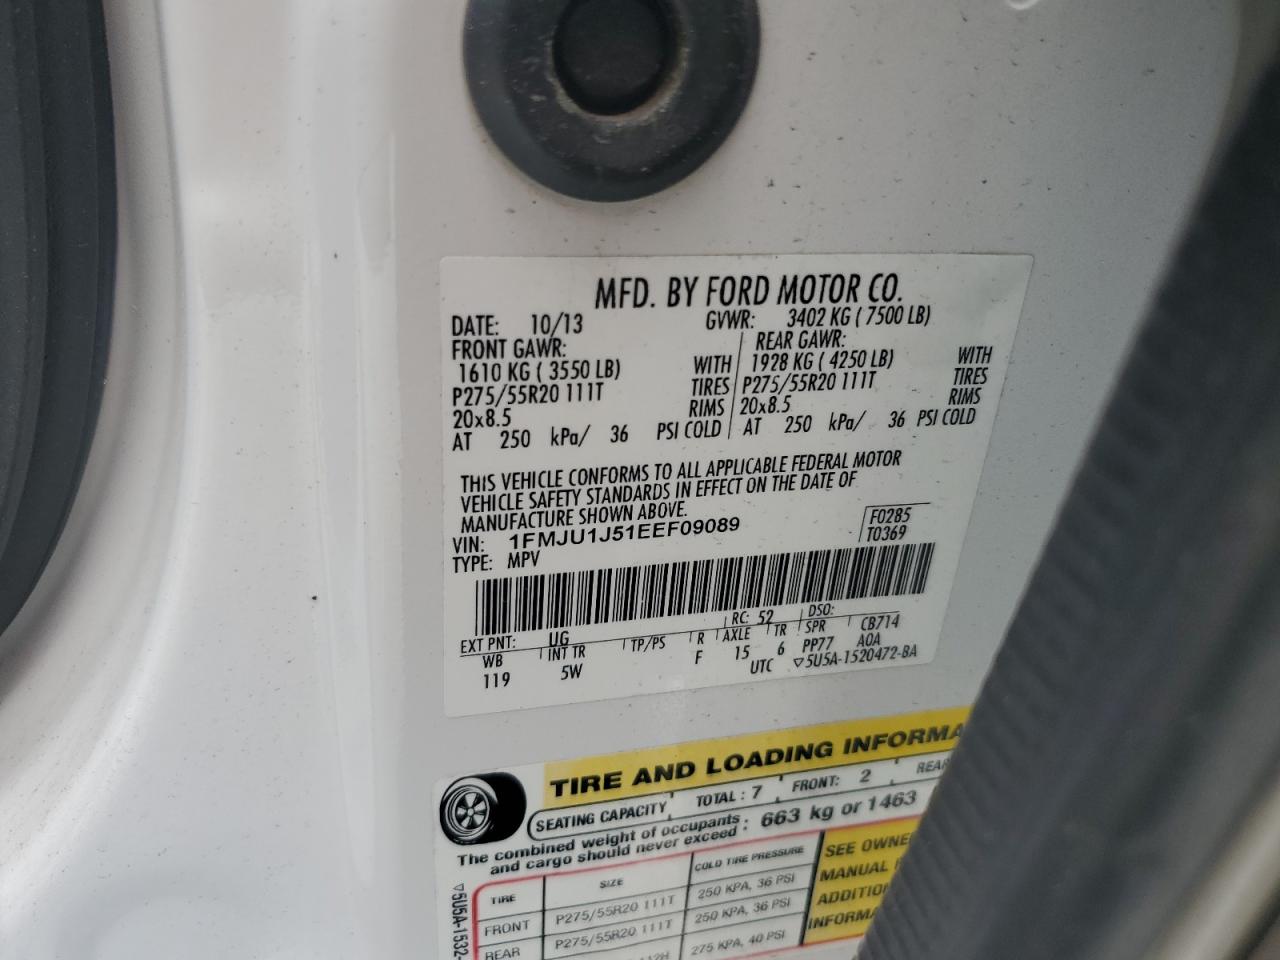 MFD. BY FORD MOTOR CO.
DATE: 10/13 GVWR: 3402 KG ( 7500 LB)
FRONT GAWR: REAR GAWR:
1610 KG ( 3550 LB) WITH 1928 KG ( 4250 LB) WITH
P275/55R20 111T TIRES P275/55R20 111T TIRES
20x8.5 RIMS 20x8.5 RIMS
AT 250 kPa/ 36 PSI COLD AT 250 kPa/ 36 PSI COLD
THIS VEHICLE CONFORMS TO ALL APPLICABLE FEDERAL MOTOR
VEHICLE SAFETY STANDARDS IN EFFECT ON THE DATE OF
MANUFACTURE SHOWN ABOVE.
VIN: 1FMJU1J51EEF09089 F0285
TYPE: MPV T0369
EXT PNT: UG RC: 52 DSO:
WB INT TR TP/PS R AXLE TR SPR CB714
119 5W F 15 6 PP77 A0A
UTC ▽5U5A-1520472-BA
TIRE AND LOADING INFORMA
SEATING CAPACITY TOTAL : 7 FRONT: 2 REAR
The combined weight of occupants : 663 kg or 1463
and cargo should never exceed
TIRE SIZE COLD TIRE PRESSURE SEE OWNE
FRONT P275/55R20 111T 250 KPA, 36 PSI MANUAL
REAR P275/55R20 111T 250 KPA, 36 PSI ADDITION
275 KPA, 40 PSI INFORMA
▽5U5A-1532-